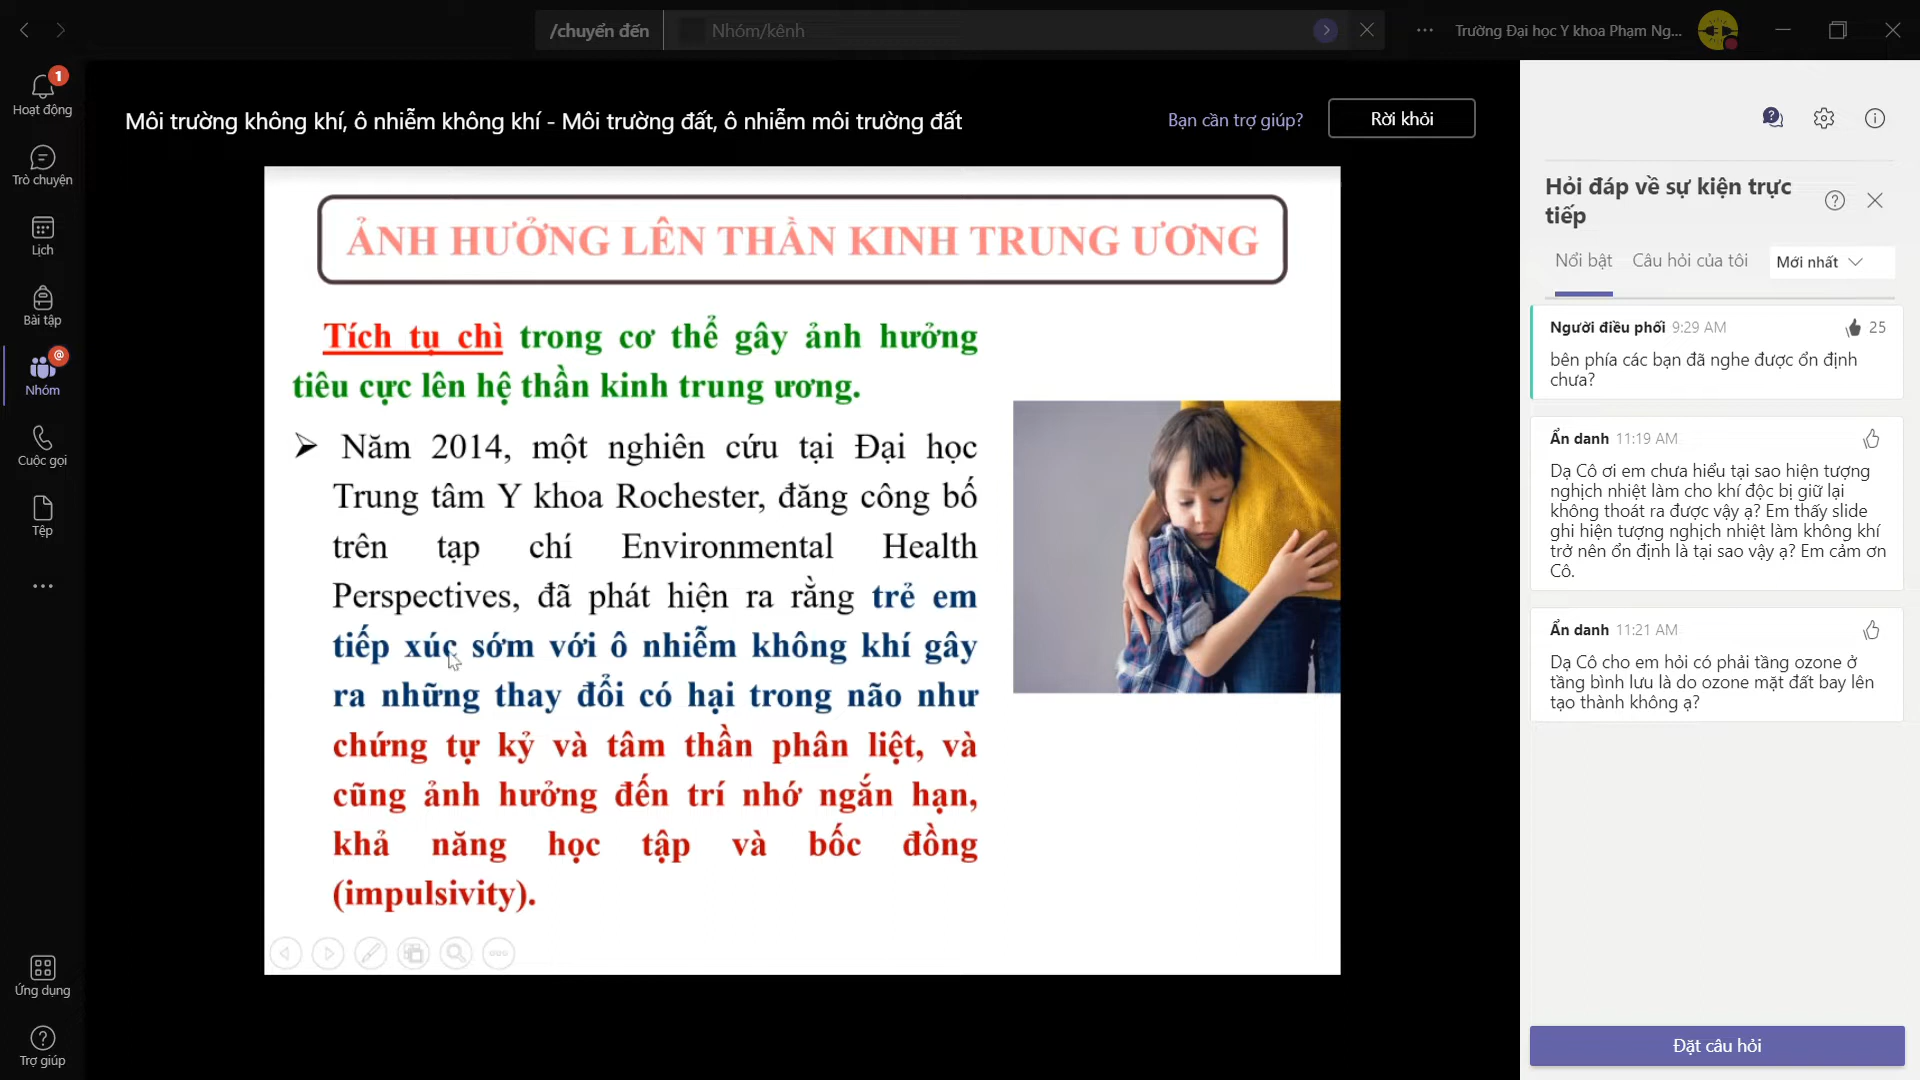 /chuyển đến
Nhóm/kênh
Trường Đại học Y khoa Phạm Ng...
1
Hoạt động
Trò chuyện
Lịch
Bài tập
@
Nhóm
Cuộc gọi
Tệp
Ứng dụng
Trợ giúp
Môi trường không khí, ô nhiễm không khí - Môi trường đất, ô nhiễm môi trường đất
Bạn cần trợ giúp?
Rời khỏi
ẢNH HƯỞNG LÊN THẦN KINH TRUNG ƯƠNG
Tích tụ chì trong cơ thể gây ảnh hưởng
tiêu cực lên hệ thần kinh trung ương.
➢ Năm 2014, một nghiên cứu tại Đại học
Trung tâm Y khoa Rochester, đăng công bố
trên tạp chí Environmental Health
Perspectives, đã phát hiện ra rằng trẻ em
tiếp xúc sớm với ô nhiễm không khí gây
ra những thay đổi có hại trong não như
chứng tự kỷ và tâm thần phân liệt, và
cũng ảnh hưởng đến trí nhớ ngắn hạn,
khả năng học tập và bốc đồng
(impulsivity).
Hỏi đáp về sự kiện trực
tiếp
Nổi bật
Câu hỏi của tôi
Mới nhất
Người điều phối 9:29 AM
25
bên phía các bạn đã nghe được ổn định
chưa?
Ẩn danh 11:19 AM
Dạ Cô ơi em chưa hiểu tại sao hiện tượng
nghịch nhiệt làm cho khí độc bị giữ lại
không thoát ra được vậy ạ? Em thấy slide
ghi hiện tượng nghịch nhiệt làm không khí
trở nên ổn định là tại sao vậy ạ? Em cảm ơn
Cô.
Ẩn danh 11:21 AM
Dạ Cô cho em hỏi có phải tầng ozone ở
tầng bình lưu là do ozone mặt đất bay lên
tạo thành không ạ?
Đặt câu hỏi